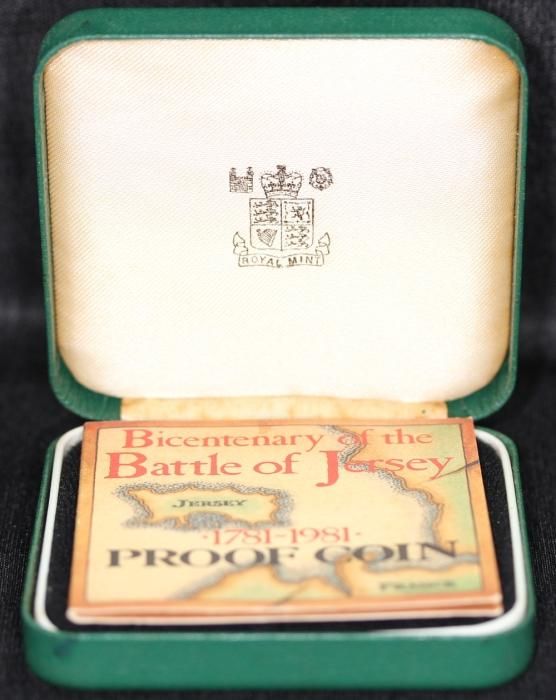 ROYAL MINT
Bicentenary of the
Battle of Jersey
JERSEY
·1781-1981·
PROOF COIN
FRANCE